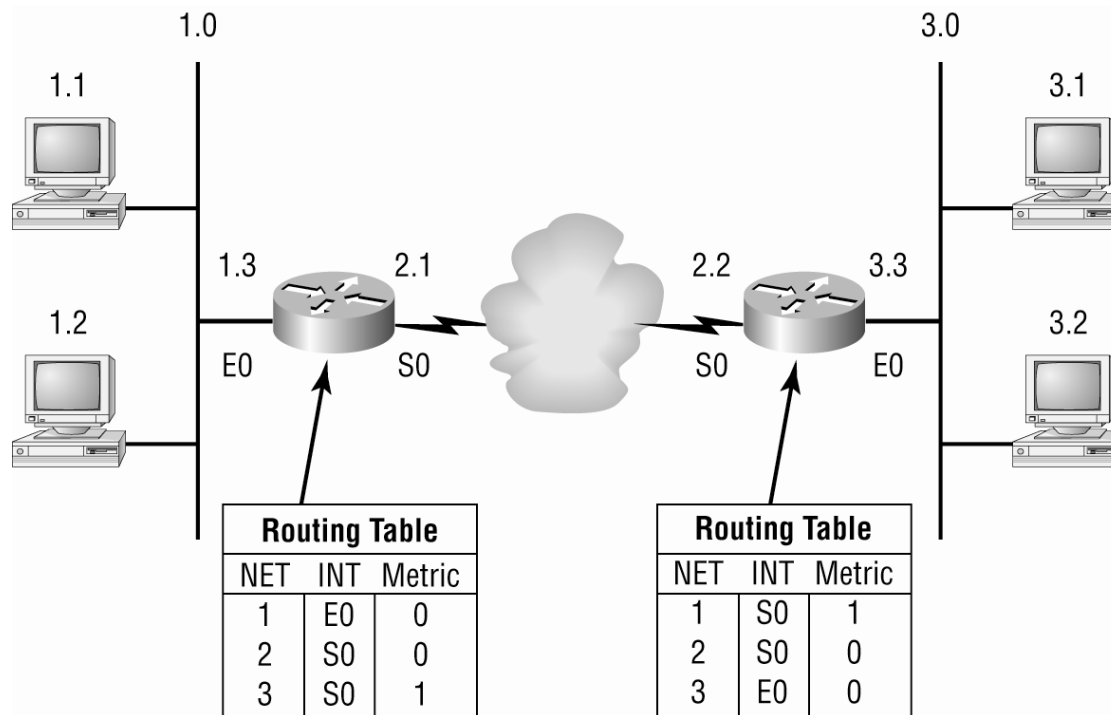 1.0
3.0
1.1
3.1
1.3
2.1
2.2
3.3
1.2
3.2
E0
S0
S0
E0
Routing Table
NET INT Metric
1 E0 0
2 S0 0
3 S0 1
Routing Table
NET INT Metric
1 S0 1
2 S0 0
3 E0 0